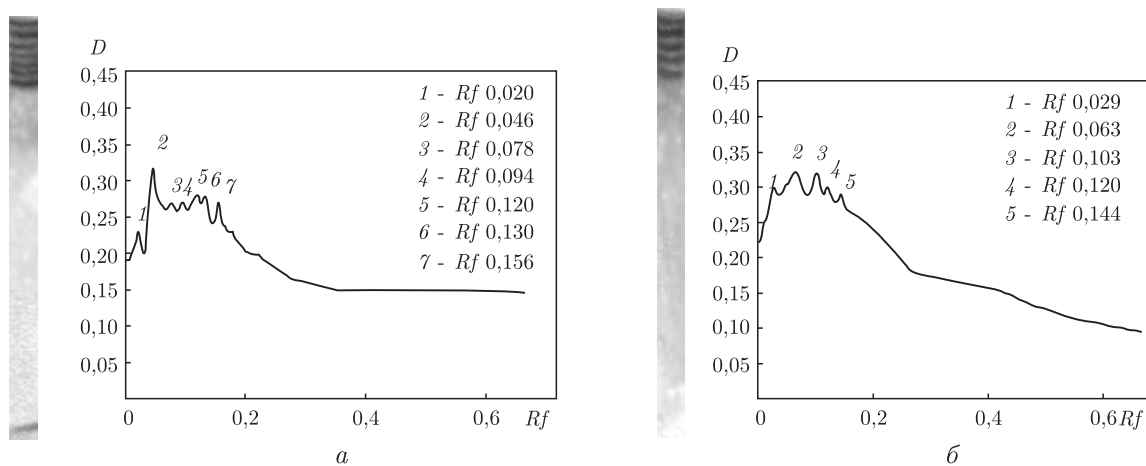 D
0,45
0,40
0,35
0,30
0,25
0,20
0,15
0,10
0,05
0
0,2
0,4
0,6
Rf
1
2
3
4
5
6
7
1 - Rf 0,020
2 - Rf 0,046
3 - Rf 0,078
4 - Rf 0,094
5 - Rf 0,120
6 - Rf 0,130
7 - Rf 0,156
а
D
0,45
0,40
0,35
0,30
0,25
0,20
0,15
0,10
0,05
0
0,2
0,4
0,6
Rf
1
2
3
4
5
1 - Rf 0,029
2 - Rf 0,063
3 - Rf 0,103
4 - Rf 0,120
5 - Rf 0,144
б